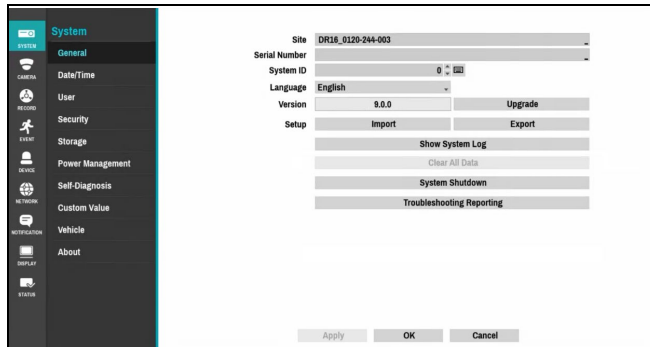 SYSTEM
CAMERA
RECORD
EVENT
DEVICE
NETWORK
NOTIFICATION
DISPLAY
STATUS
System
General
Date/Time
User
Security
Storage
Power Management
Self-Diagnosis
Custom Value
Vehicle
About
Site DR16_0120-244-003 ...
Serial Number ...
System ID 0
Language English
Version 9.0.0 Upgrade
Setup Import Export
Show System Log
Clear All Data
System Shutdown
Troubleshooting Reporting
Apply OK Cancel